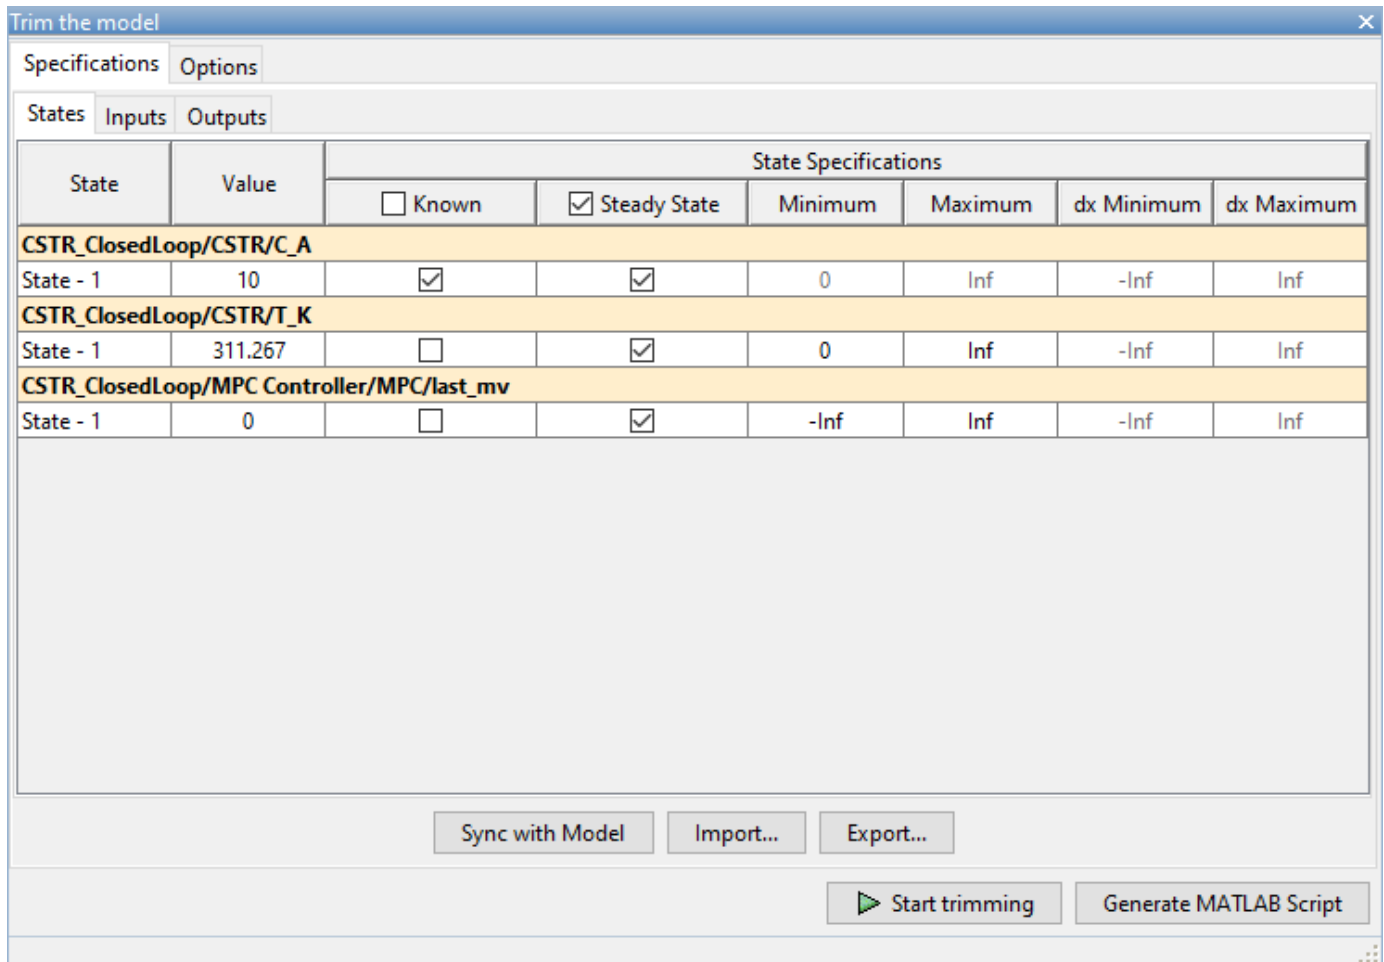 Trim the model
Specifications Options
States Inputs Outputs
State Value State Specifications
Known Steady State Minimum Maximum dx Minimum dx Maximum
CSTR_ClosedLoop/CSTR/C_A
State - 1 10 0 Inf -Inf Inf
CSTR_ClosedLoop/CSTR/T_K
State - 1 311.267 0 Inf -Inf Inf
CSTR_ClosedLoop/MPC Controller/MPC/last_mv
State - 1 0 -Inf Inf -Inf Inf
Sync with Model Import... Export...
Start trimming Generate MATLAB Script